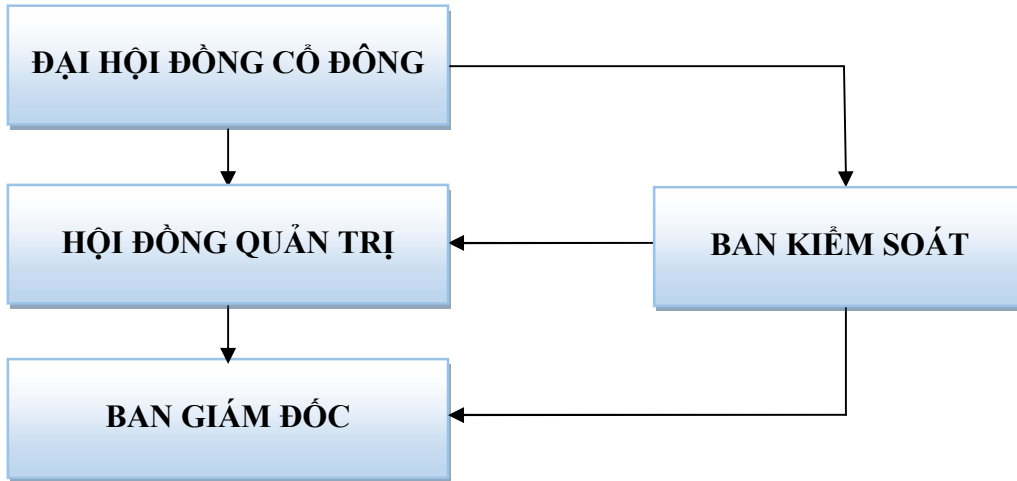 ĐẠI HỘI ĐỒNG CỔ ĐÔNG
HỘI ĐỒNG QUẢN TRỊ
BAN KIỂM SOÁT
BAN GIÁM ĐỐC